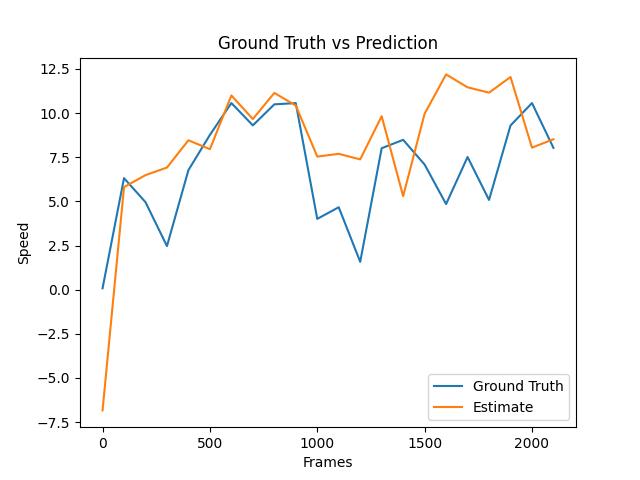 Ground Truth vs Prediction
12.5
10.0
7.5
5.0
2.5
0.0
−2.5
−5.0
−7.5
Speed
0 500 1000 1500 2000
Frames
Ground Truth
Estimate